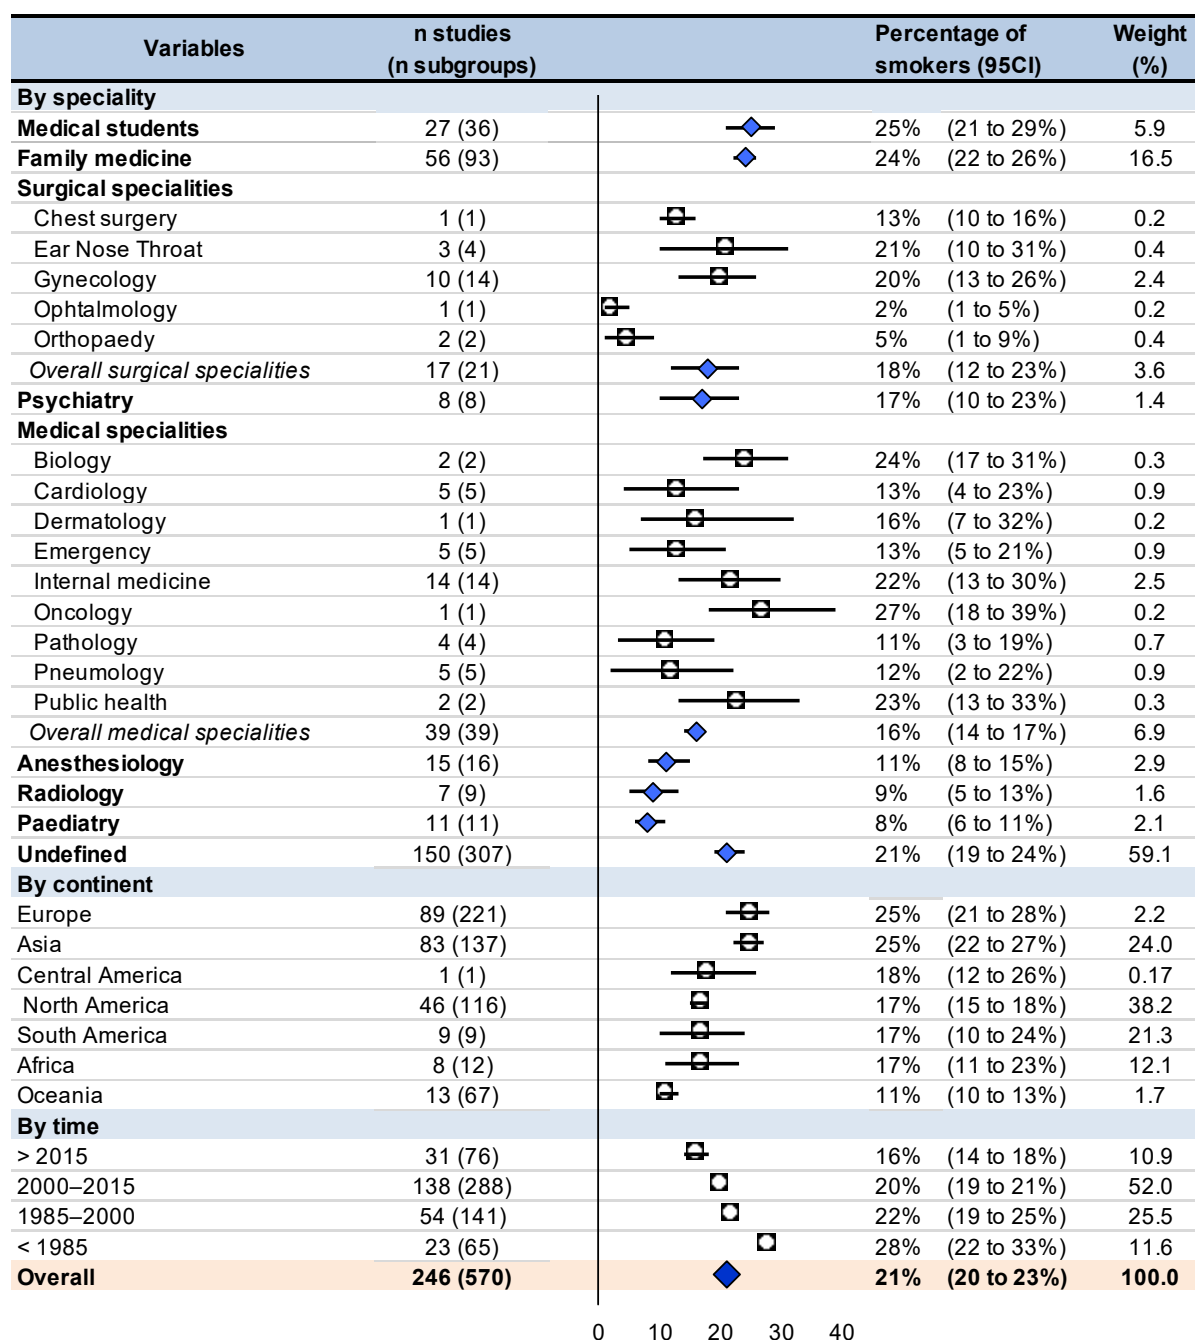 Variables n studies (n subgroups) Percentage of smokers (95CI) Weight (%)
By speciality
Medical students 27 (36) 25% (21 to 29%) 5.9
Family medicine 56 (93) 24% (22 to 26%) 16.5
Surgical specialities
Chest surgery 1 (1) 13% (10 to 16%) 0.2
Ear Nose Throat 3 (4) 21% (10 to 31%) 0.4
Gynecology 10 (14) 20% (13 to 26%) 2.4
Ophtalmology 1 (1) 2% (1 to 5%) 0.2
Orthopaedy 2 (2) 5% (1 to 9%) 0.4
Overall surgical specialities 17 (21) 18% (12 to 23%) 3.6
Psychiatry 8 (8) 17% (10 to 23%) 1.4
Medical specialities
Biology 2 (2) 24% (17 to 31%) 0.3
Cardiology 5 (5) 13% (4 to 23%) 0.9
Dermatology 1 (1) 16% (7 to 32%) 0.2
Emergency 5 (5) 13% (5 to 21%) 0.9
Internal medicine 14 (14) 22% (13 to 30%) 2.5
Oncology 1 (1) 27% (18 to 39%) 0.2
Pathology 4 (4) 11% (3 to 19%) 0.7
Pneumology 5 (5) 12% (2 to 22%) 0.9
Public health 2 (2) 23% (13 to 33%) 0.3
Overall medical specialities 39 (39) 16% (14 to 17%) 6.9
Anesthesiology 15 (16) 11% (8 to 15%) 2.9
Radiology 7 (9) 9% (5 to 13%) 1.6
Paediatry 11 (11) 8% (6 to 11%) 2.1
Undefined 150 (307) 21% (19 to 24%) 59.1
By continent
Europe 89 (221) 25% (21 to 28%) 2.2
Asia 83 (137) 25% (22 to 27%) 24.0
Central America 1 (1) 18% (12 to 26%) 0.17
North America 46 (116) 17% (15 to 18%) 38.2
South America 9 (9) 17% (10 to 24%) 21.3
Africa 8 (12) 17% (11 to 23%) 12.1
Oceania 13 (67) 11% (10 to 13%) 1.7
By time
> 2015 31 (76) 16% (14 to 18%) 10.9
2000–2015 138 (288) 20% (19 to 21%) 52.0
1985–2000 54 (141) 22% (19 to 25%) 25.5
< 1985 23 (65) 28% (22 to 33%) 11.6
Overall 246 (570) 21% (20 to 23%) 100.0
0 10 20 30 40